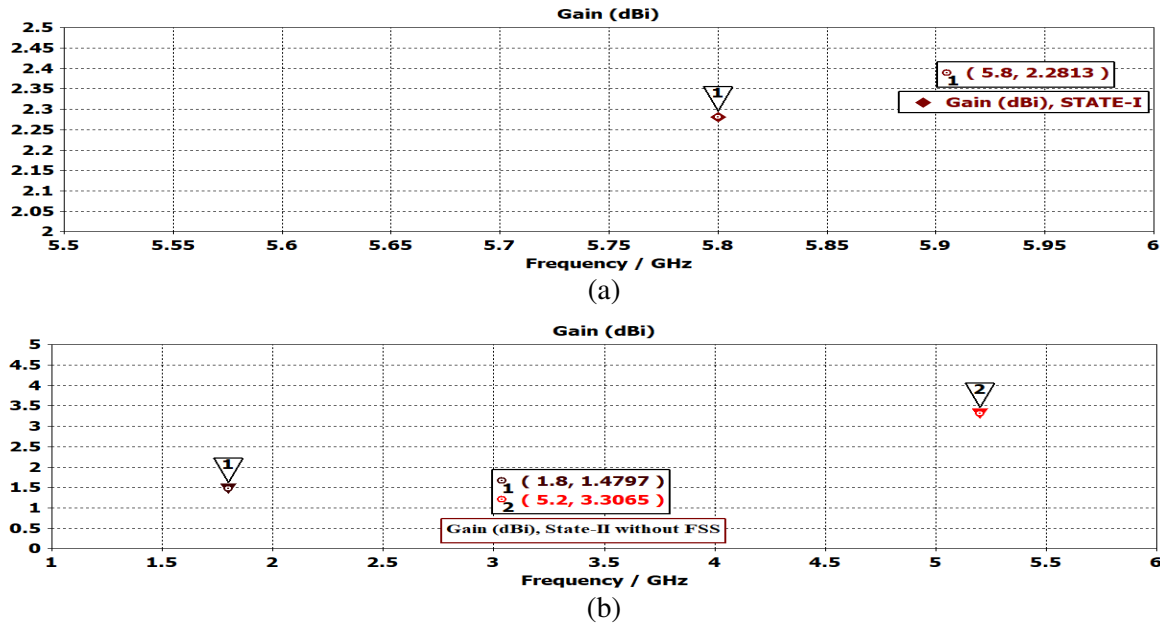 Gain (dBi)
2.5
2.45
2.4
2.35
2.3
2.25
2.2
2.15
2.1
2.05
2
1
1 ( 5.8, 2.2813 )
Gain (dBi), STATE-I
5.5 5.55 5.6 5.65 5.7 5.75 5.8 5.85 5.9 5.95 6
Frequency / GHz
(a)
Gain (dBi)
5
4.5
4
3.5
3
2.5
2
1.5
1
0.5
0
1
2
1 ( 1.8, 1.4797 )
2 ( 5.2, 3.3065 )
Gain (dBi), State-II without FSS
1 1.5 2 2.5 3 3.5 4 4.5 5 5.5 6
Frequency / GHz
(b)